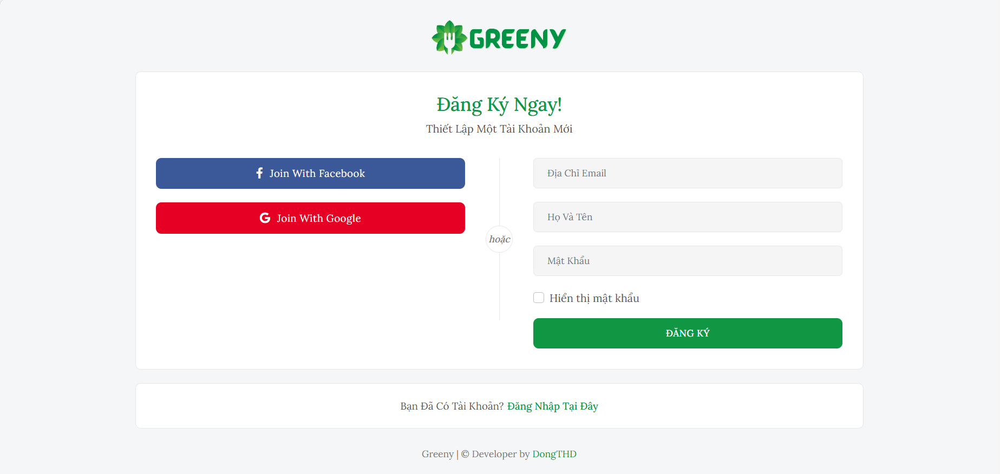 GREENY
Đăng Ký Ngay!
Thiết Lập Một Tài Khoản Mới
Join With Facebook
Join With Google
hoặc
Địa Chỉ Email
Họ Và Tên
Mật Khẩu
Hiển thị mật khẩu
ĐĂNG KÝ
Bạn Đã Có Tài Khoản? Đăng Nhập Tại Đây
Greeny | © Developer by DongTHD